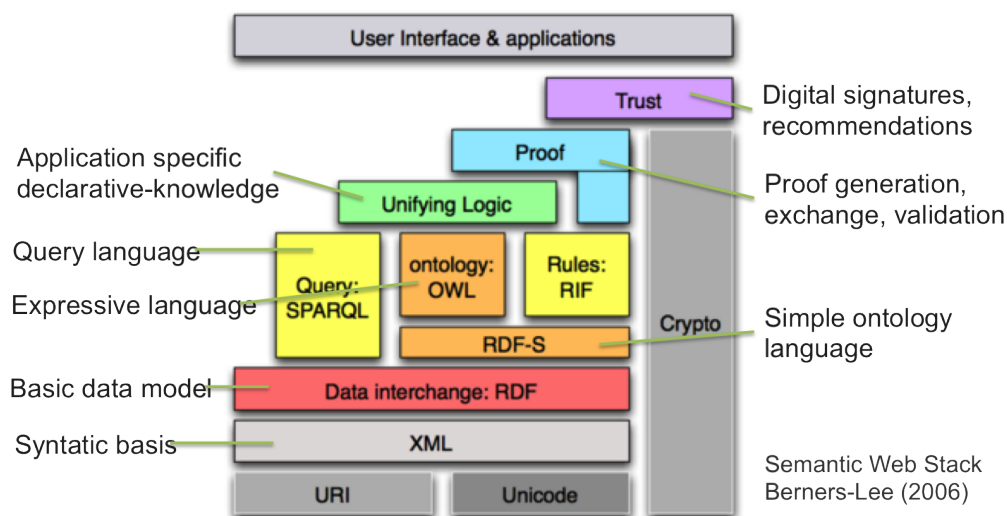 User Interface & applications
Trust
Digital signatures,
recommendations
Proof
Application specific
declarative-knowledge
Proof generation,
exchange, validation
Unifying Logic
Query language
ontology:
OWL
Rules:
RIF
Query:
SPARQL
Expressive language
Crypto
Simple ontology
language
RDF-S
Basic data model
Data interchange: RDF
Syntatic basis
XML
Semantic Web Stack
Berners-Lee (2006)
URI
Unicode